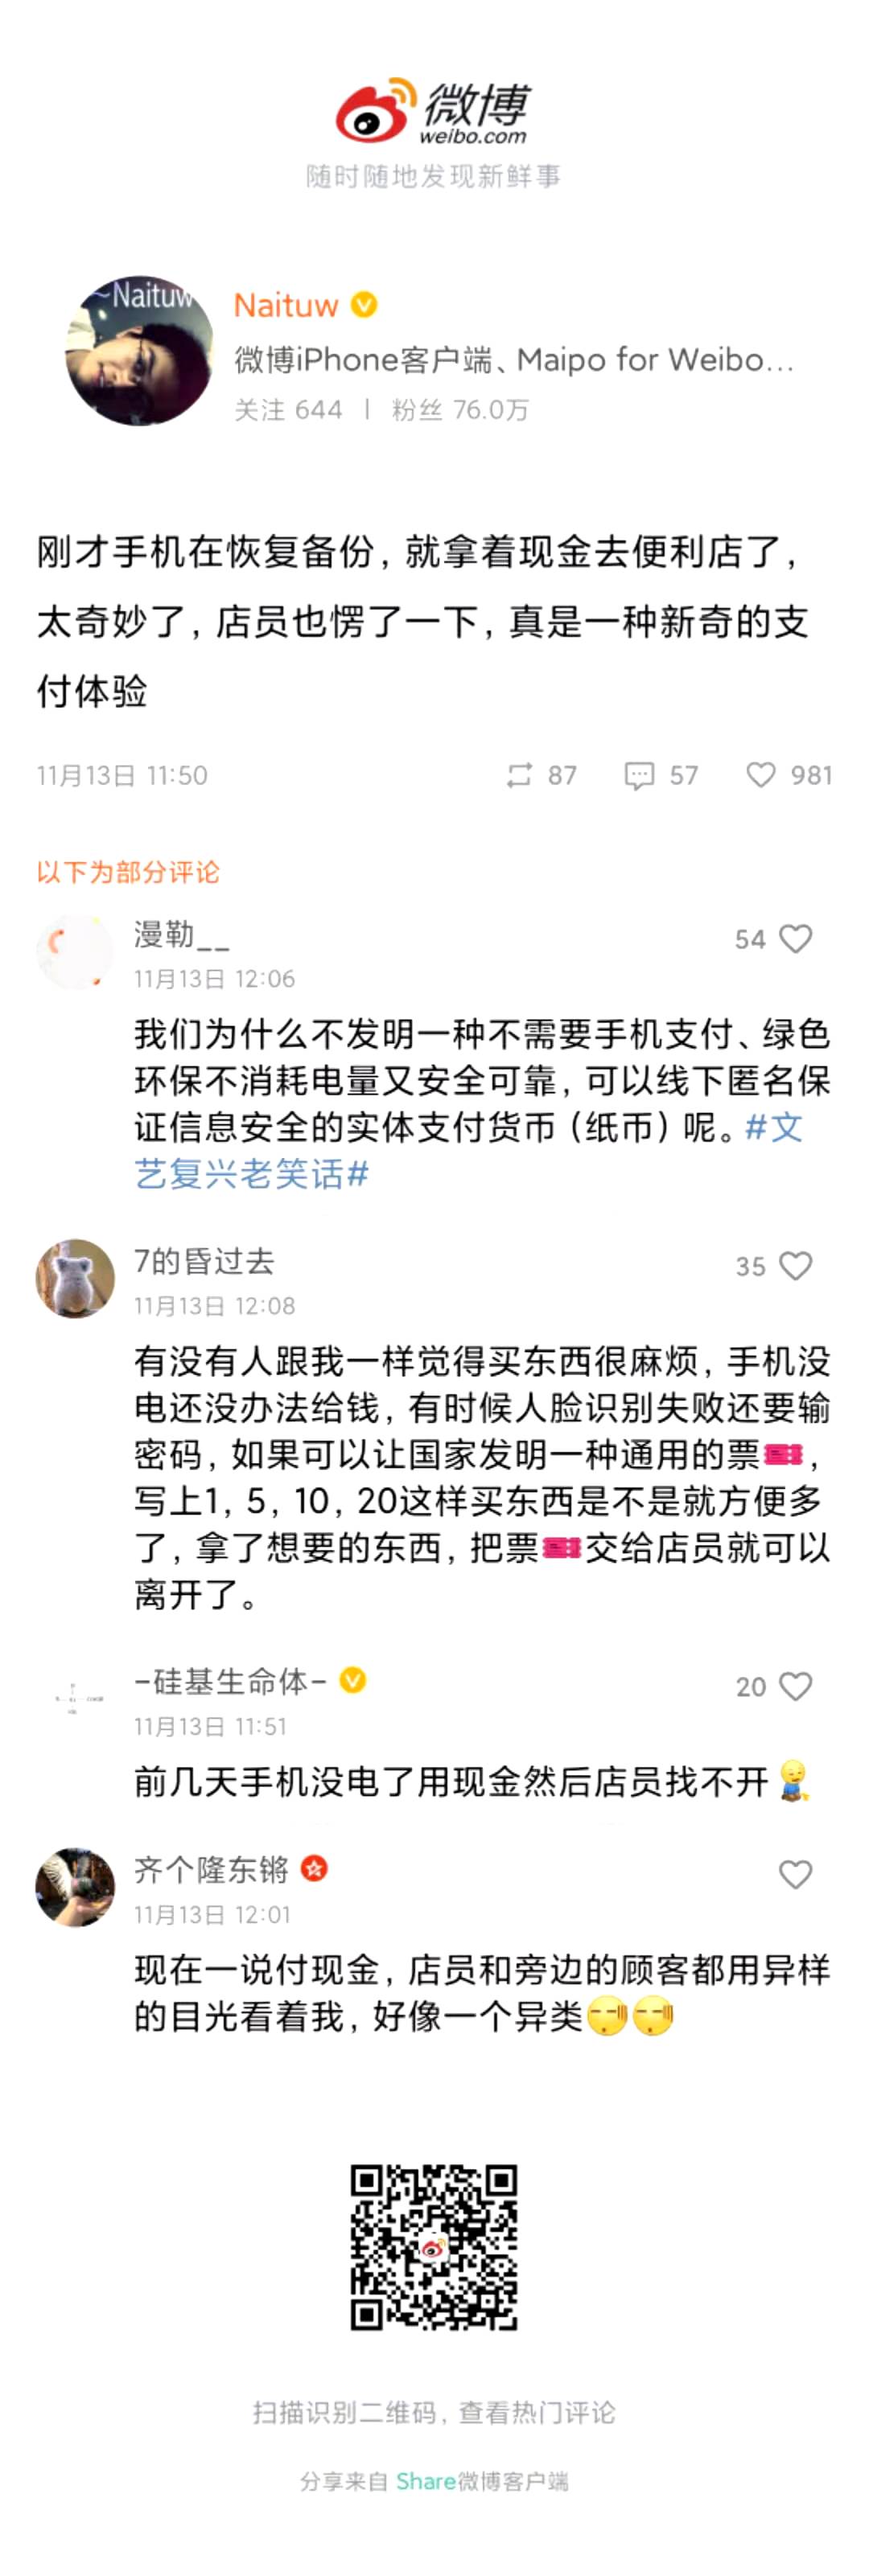 微博
weibo.com
随时随地发现新鲜事
~Naituw
Naituw
微博iPhone客户端、Maipo for Weibo...
关注 644 | 粉丝 76.0万
刚才手机在恢复备份，就拿着现金去便利店了，
太奇妙了，店员也愣了一下，真是一种新奇的支
付体验
11月13日 11:50 87 57 981
以下为部分评论
漫勒__ 54
11月13日 12:06
我们为什么不发明一种不需要手机支付、绿色
环保不消耗电量又安全可靠，可以线下匿名保
证信息安全的实体支付货币（纸币）呢。#文
艺复兴老笑话#
7的昏过去 35
11月13日 12:08
有没有人跟我一样觉得买东西很麻烦，手机没
电还没办法给钱，有时候人脸识别失败还要输
密码，如果可以让国家发明一种通用的票🎫，
写上1，5，10，20这样买东西是不是就方便多
了，拿了想要的东西，把票🎫交给店员就可以
离开了。
-硅基生命体- 20
11月13日 11:51
前几天手机没电了用现金然后店员找不开
齐个隆东锵
11月13日 12:01
现在一说付现金，店员和旁边的顾客都用异样
的目光看着我，好像一个异类
扫描识别二维码，查看热门评论
分享来自 Share微博客户端